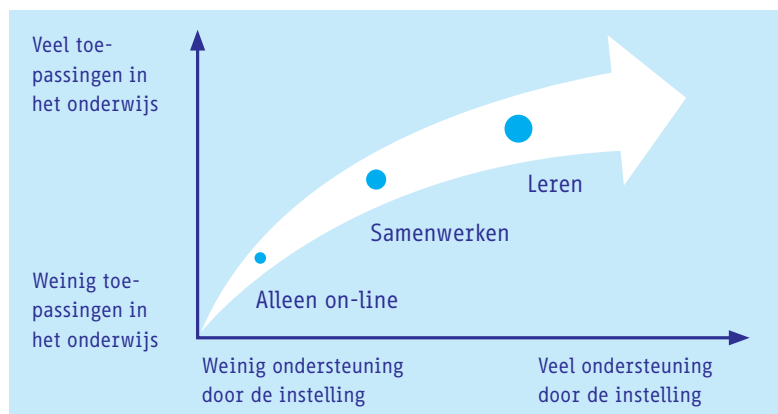 Veel toe-
passingen in
het onderwijs
Leren
Samenwerken
Weinig toe-
passingen in
het onderwijs
Alleen on-line
Weinig ondersteuning
door de instelling
Veel ondersteuning
door de instelling